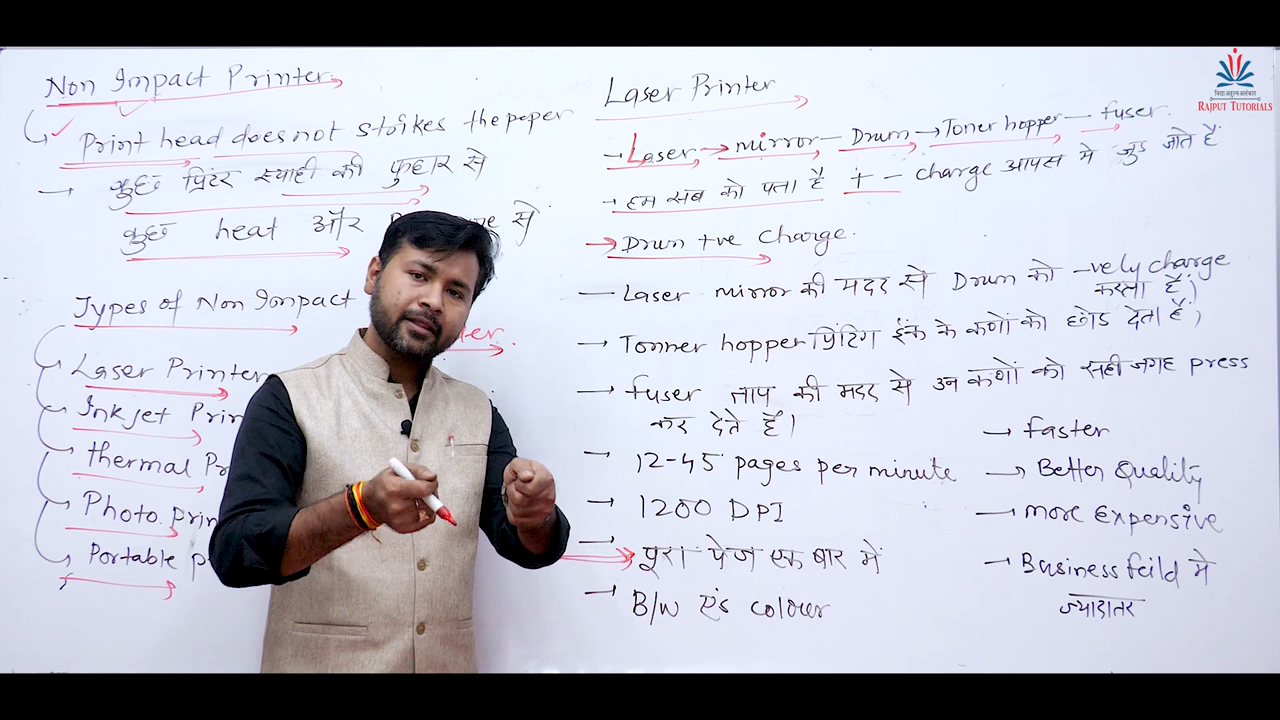 Non Impact Printer
Print head does not strikes the paper
→ कुछ प्रिंटर स्याही की फुहार से
कुछ heat और से
Types of Non Impact
Laser Printer
Inkjet
thermal
Photo
Portable
Laser Printer
→ Laser → mirror — Drum → Toner hopper — fuser.
→ हम सब को पता है + - charge आपस मे जुड जाते हैं
→ Drum +ve Charge.
— Laser mirror की मदद से Drum को -vely charge
करता है।
→ Tonner hopper प्रिंटिंग इंक के कणों को छोड देता है।
→ fuser ताप की मदद से उन कणों को सही जगह press
कर देते हैं।
→ 12-45 pages per minute
→ 1200 DPI
→ पूरा पेज एक बार में
→ B/W एंव colour
→ faster
→ Better Quality
→ more Expensive
→ Business feild मे
ज्यादातर
विद्या अतुल्य अलंकार
RAJPUT TUTORIALS